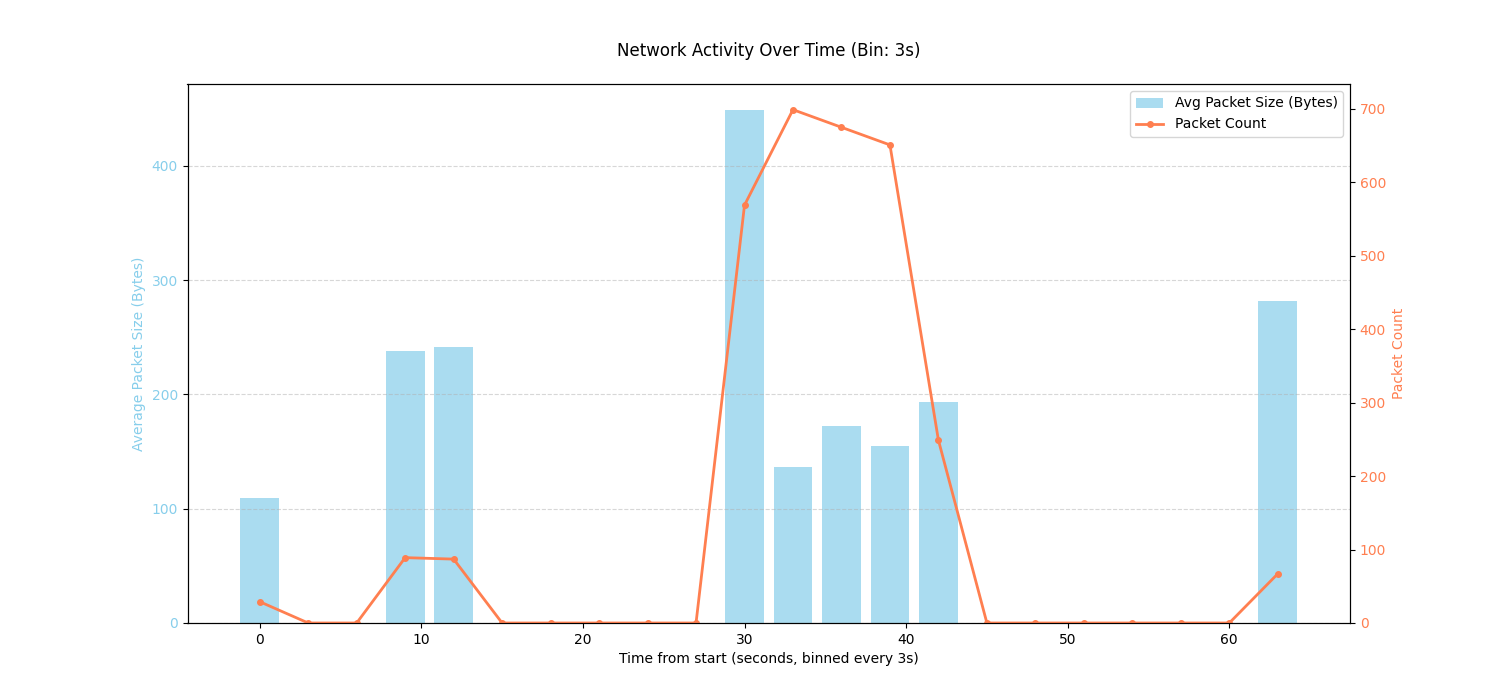 Network Activity Over Time (Bin: 3s)
Avg Packet Size (Bytes)
Packet Count
Average Packet Size (Bytes)
400
300
200
100
0
700
600
500
400
300
200
100
0
Packet Count
0 10 20 30 40 50 60
Time from start (seconds, binned every 3s)